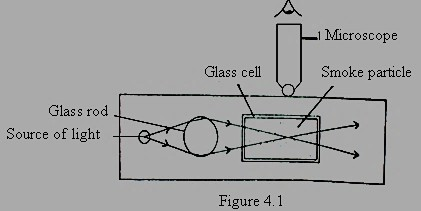 Microscope
Glass cell
Smoke particle
Glass rod
Source of light
Figure 4.1